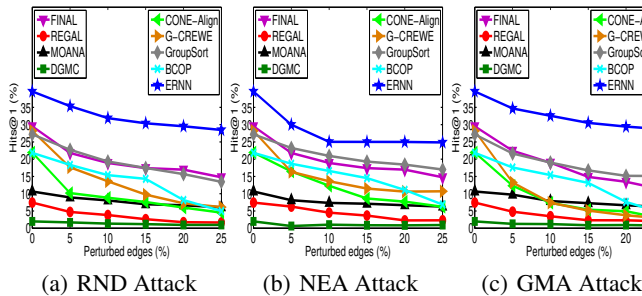 FINAL
REGAL
MOANA
DGMC
CONE-Align
G-CREWE
GroupSort
BCOP
ERNN
Hits@1 (%)
35
30
25
20
15
10
5
0
0 5 10 15 20 25
Perturbed edges (%)
(a) RND Attack
FINAL
REGAL
MOANA
DGMC
CONE-Align
G-CREWE
GroupSort
BCOP
ERNN
Hits@1 (%)
35
30
25
20
15
10
5
0
0 5 10 15 20 25
Perturbed edges (%)
(b) NEA Attack
FINAL
REGAL
MOANA
DGMC
CONE-A
G-CREW
GroupSo
BCOP
ERNN
Hits@1 (%)
35
30
25
20
15
10
5
0
0 5 10 15 20
Perturbed edges (%)
(c) GMA Attack